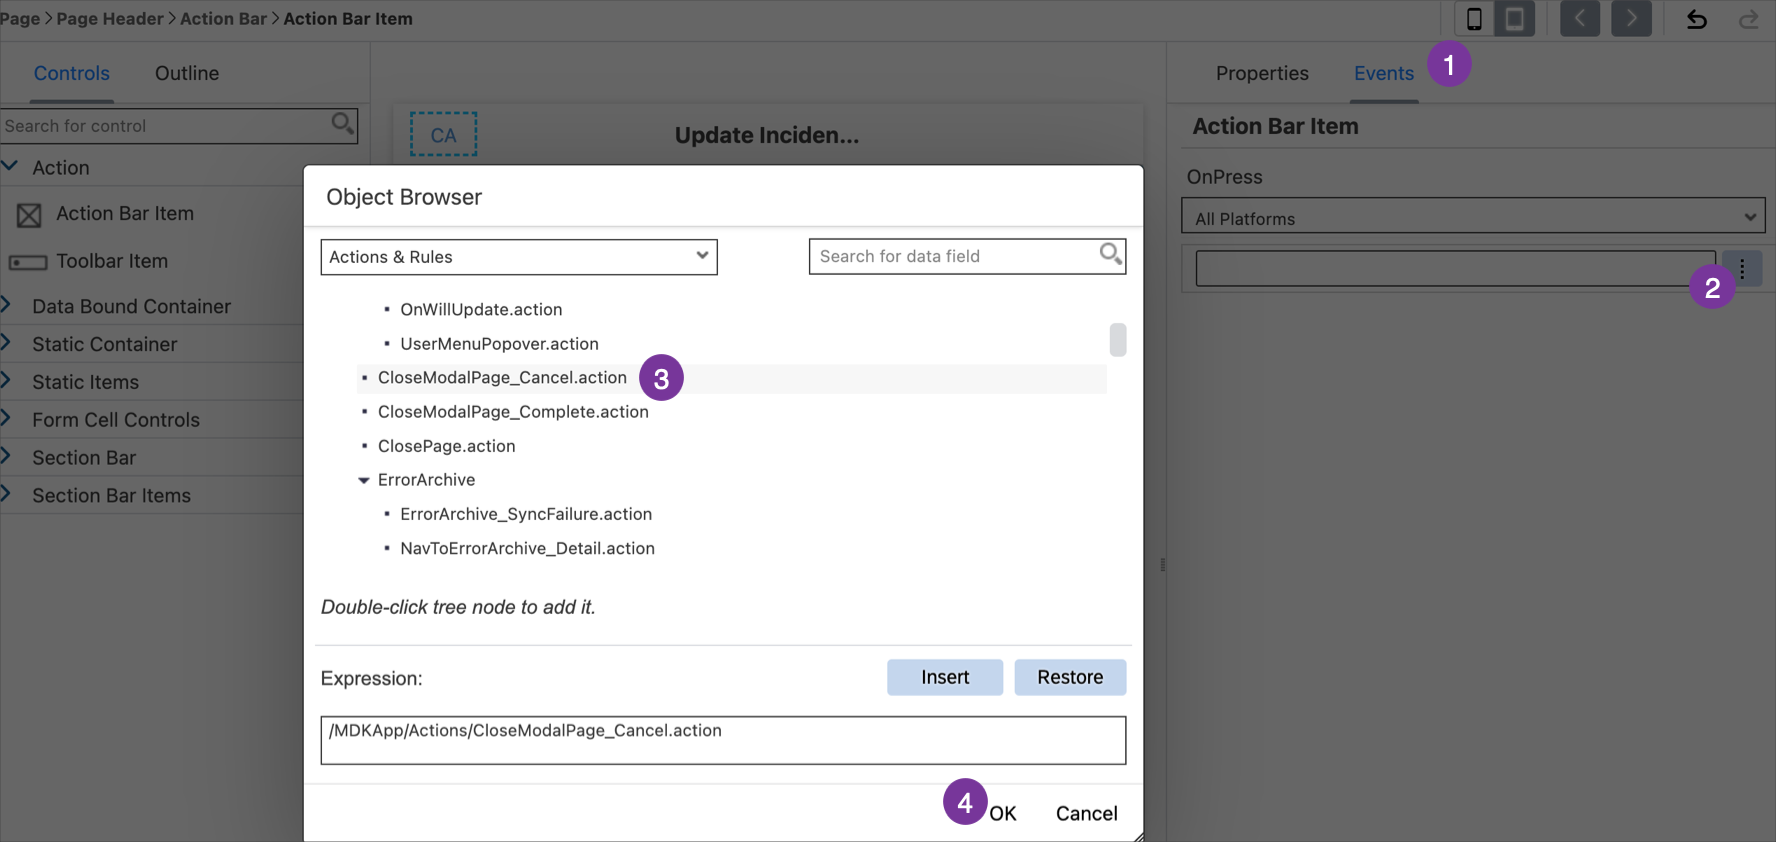 Page > Page Header > Action Bar > Action Bar Item
Controls
Outline
Search for control
Action
Action Bar Item
Toolbar Item
Data Bound Container
Static Container
Static Items
Form Cell Controls
Section Bar
Section Bar Items
CA
Update Inciden...
Object Browser
Actions & Rules
Search for data field
OnWillUpdate.action
UserMenuPopover.action
CloseModalPage_Cancel.action
3
CloseModalPage_Complete.action
ClosePage.action
ErrorArchive
ErrorArchive_SyncFailure.action
NavToErrorArchive_Detail.action
Double-click tree node to add it.
Expression:
Insert
Restore
/MDKApp/Actions/CloseModalPage_Cancel.action
4
OK
Cancel
Properties
Events
1
Action Bar Item
OnPress
All Platforms
2